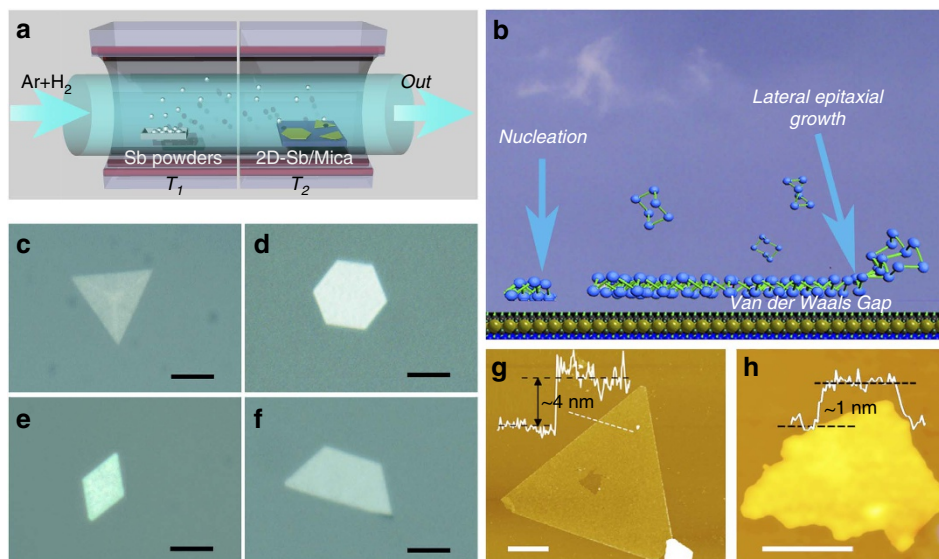 a
Ar+H2
Out
Sb powders
2D-Sb/Mica
T1
T2
b
Nucleation
Lateral epitaxial
growth
Van der Waals Gap
c
d
e
f
g
~4 nm
h
~1 nm